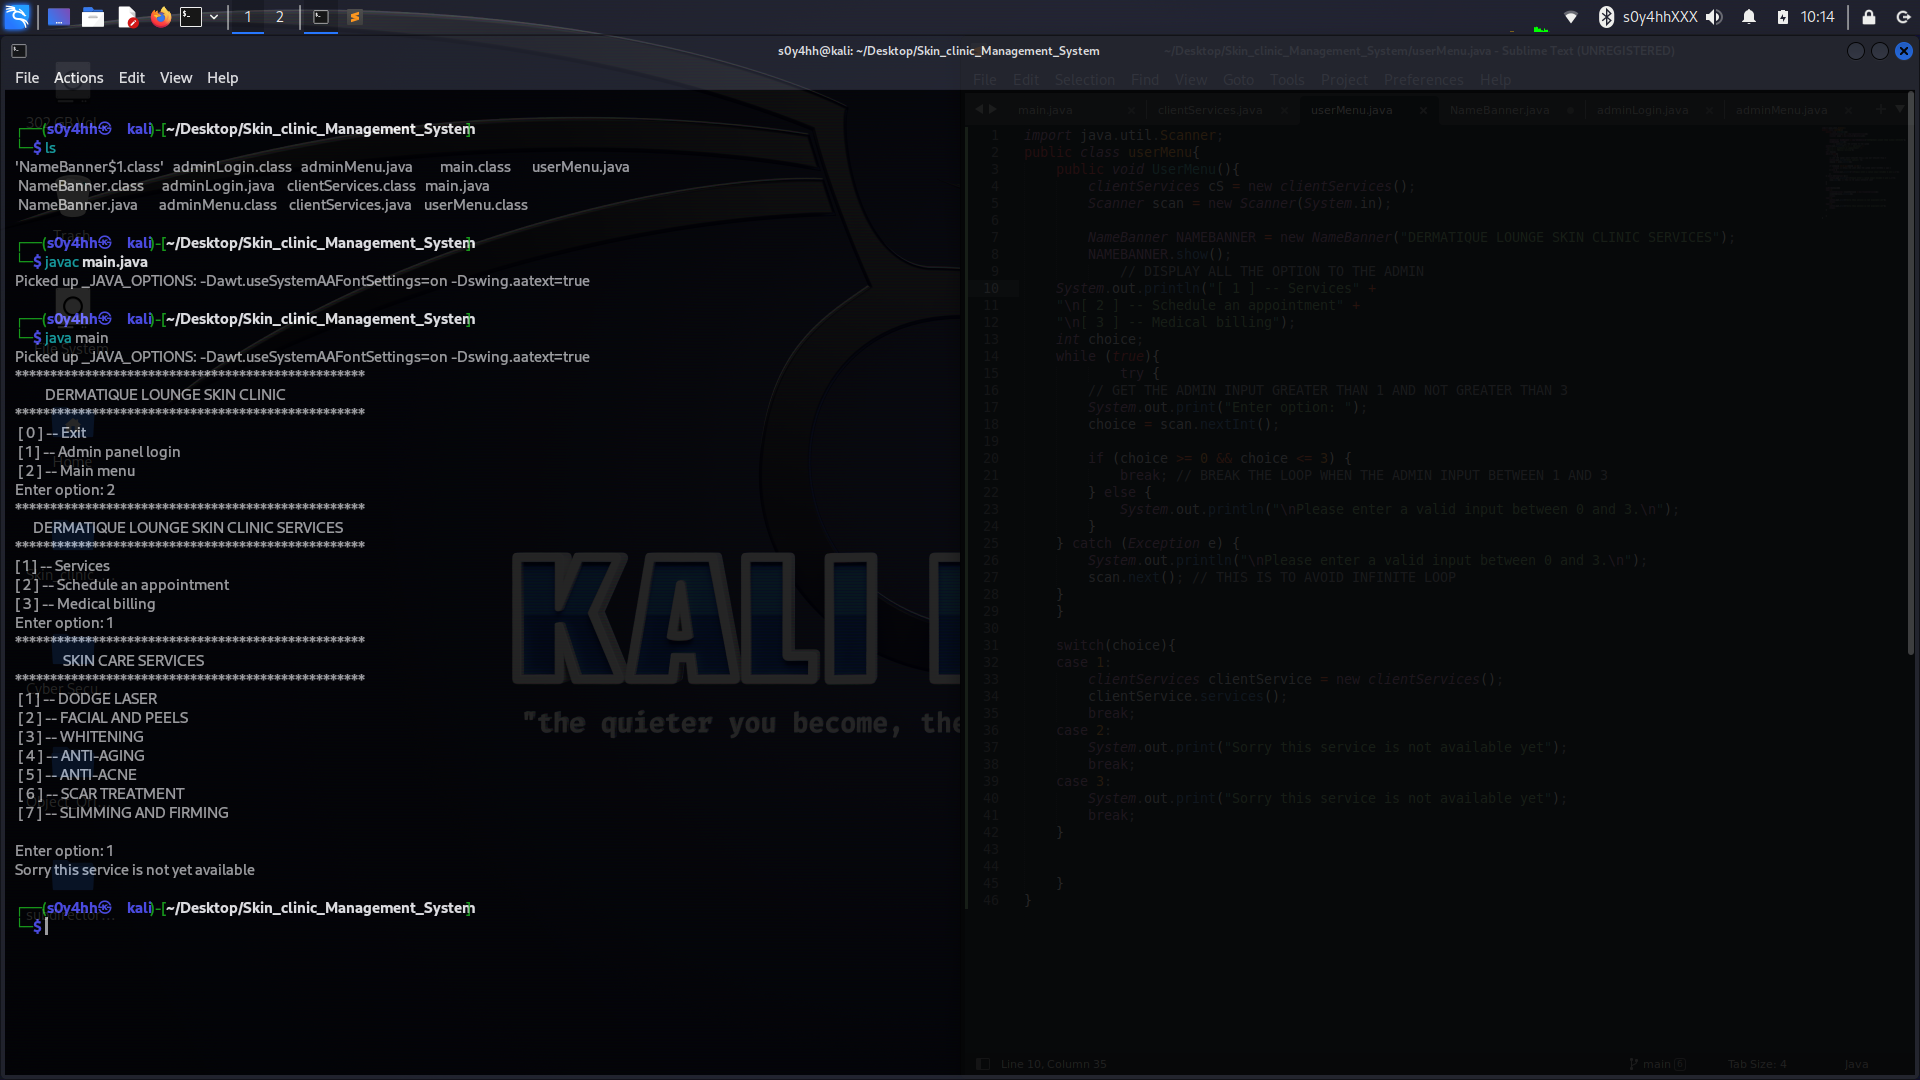 1 2 s0y4hhXXX 10:14
s0y4hh@kali: ~/Desktop/Skin_clinic_Management_System
~/Desktop/Skin_clinic_Management_System/userMenu.java - Sublime Text (UNREGISTERED)
File Actions Edit View Help
┌──(s0y4hh㉿ kali)-[~/Desktop/Skin_clinic_Management_System]
└─$ ls
'NameBanner$1.class' adminLogin.class adminMenu.java main.class userMenu.java
NameBanner.class adminLogin.java clientServices.class main.java
NameBanner.java adminMenu.class clientServices.java userMenu.class
┌──(s0y4hh㉿ kali)-[~/Desktop/Skin_clinic_Management_System]
└─$ javac main.java
Picked up _JAVA_OPTIONS: -Dawt.useSystemAAFontSettings=on -Dswing.aatext=true
┌──(s0y4hh㉿ kali)-[~/Desktop/Skin_clinic_Management_System]
└─$ java main
Picked up _JAVA_OPTIONS: -Dawt.useSystemAAFontSettings=on -Dswing.aatext=true
**************************************************
DERMATIQUE LOUNGE SKIN CLINIC
**************************************************
[ 0 ] -- Exit
[ 1 ] -- Admin panel login
[ 2 ] -- Main menu
Enter option: 2
**************************************************
DERMATIQUE LOUNGE SKIN CLINIC SERVICES
**************************************************
[ 1 ] -- Services
[ 2 ] -- Schedule an appointment
[ 3 ] -- Medical billing
Enter option: 1
**************************************************
SKIN CARE SERVICES
**************************************************
[ 1 ] -- DODGE LASER
[ 2 ] -- FACIAL AND PEELS
[ 3 ] -- WHITENING
[ 4 ] -- ANTI-AGING
[ 5 ] -- ANTI-ACNE
[ 6 ] -- SCAR TREATMENT
[ 7 ] -- SLIMMING AND FIRMING
Enter option: 1
Sorry this service is not yet available
┌──(s0y4hh㉿ kali)-[~/Desktop/Skin_clinic_Management_System]
└─$
Trash
File System
Home
KALI
"the quieter you become, the
File Edit Selection Find View Goto Tools Project Preferences Help
main.java clientServices.java userMenu.java NameBanner.java adminLogin.java adminMenu.java
1 import java.util.Scanner;
2 public class userMenu{
3 public void UserMenu(){
4 clientServices cS = new clientServices();
5 Scanner scan = new Scanner(System.in);
6
7 NameBanner NAMEBANNER = new NameBanner("DERMATIQUE LOUNGE SKIN CLINIC SERVICES");
8 NAMEBANNER.show();
9 // DISPLAY ALL THE OPTION TO THE ADMIN
10 System.out.println("[ 1 ] -- Services" +
11 "\n[ 2 ] -- Schedule an appointment" +
12 "\n[ 3 ] -- Medical billing");
13 int choice;
14 while (true){
15 try {
16 // GET THE ADMIN INPUT GREATER THAN 1 AND NOT GREATER THAN 3
17 System.out.print("Enter option: ");
18 choice = scan.nextInt();
19
20 if (choice >= 0 && choice <= 3) {
21 break; // BREAK THE LOOP WHEN THE ADMIN INPUT BETWEEN 1 AND 3
22 } else {
23 System.out.println("\nPlease enter a valid input between 0 and 3.\n");
24 }
25 } catch (Exception e) {
26 System.out.println("\nPlease enter a valid input between 0 and 3.\n");
27 scan.next(); // THIS IS TO AVOID INFINITE LOOP
28 }
29 }
30
31 switch(choice){
32 case 1:
33 clientServices clientService = new clientServices();
34 clientService.services();
35 break;
36 case 2:
37 System.out.print("Sorry this service is not available yet");
38 break;
39 case 3:
40 System.out.print("Sorry this service is not available yet");
41 break;
42 }
43
44
45 }
46 }
Line 10, Column 35 main 6 Tab Size: 4 Java